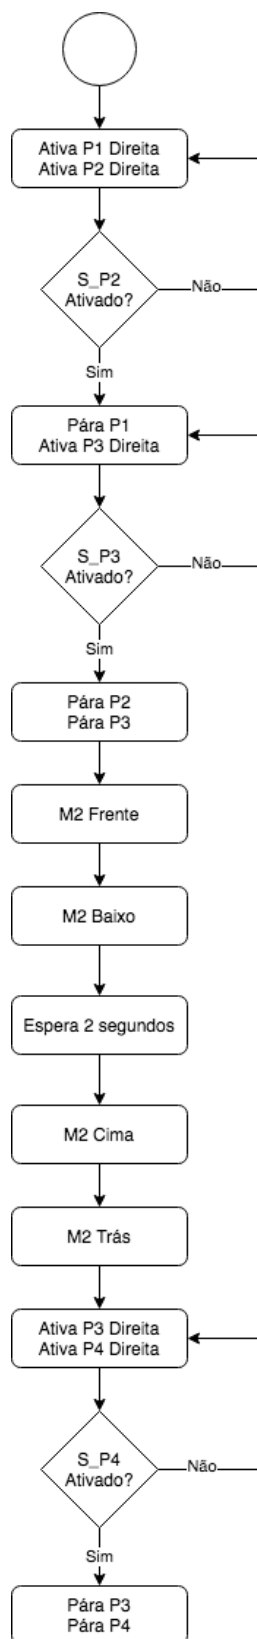 Ativa P1 Direita
Ativa P2 Direita
S_P2
Ativado?
Não
Sim
Pára P1
Ativa P3 Direita
S_P3
Ativado?
Não
Sim
Pára P2
Pára P3
M2 Frente
M2 Baixo
Espera 2 segundos
M2 Cima
M2 Trás
Ativa P3 Direita
Ativa P4 Direita
S_P4
Ativado?
Não
Sim
Pára P3
Pára P4